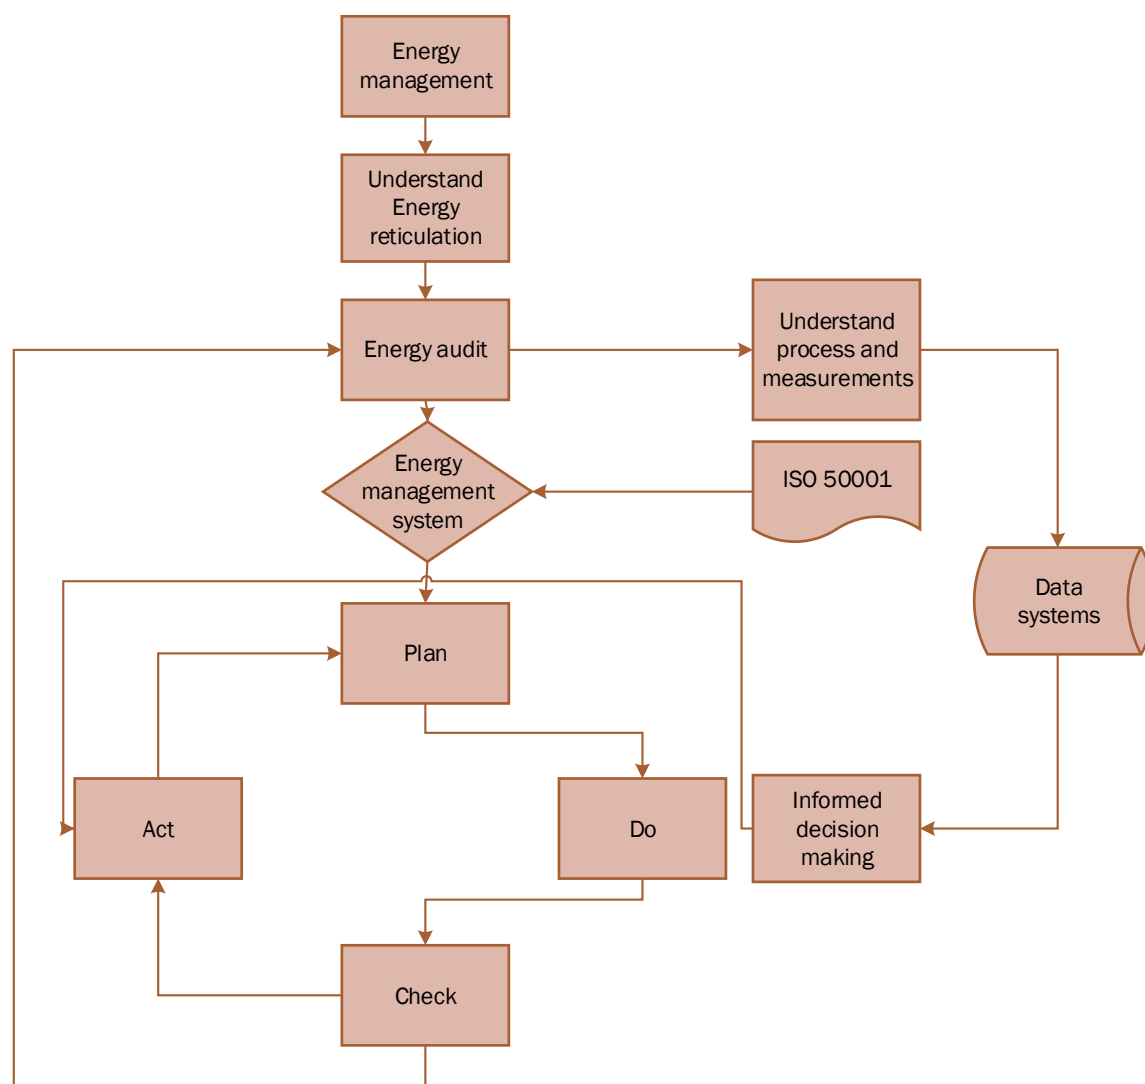 Energy
management
Understand
Energy
reticulation
Energy audit
Understand
process and
measurements
Energy
management
system
ISO 50001
Data
systems
Plan
Act
Do
Informed
decision
making
Check